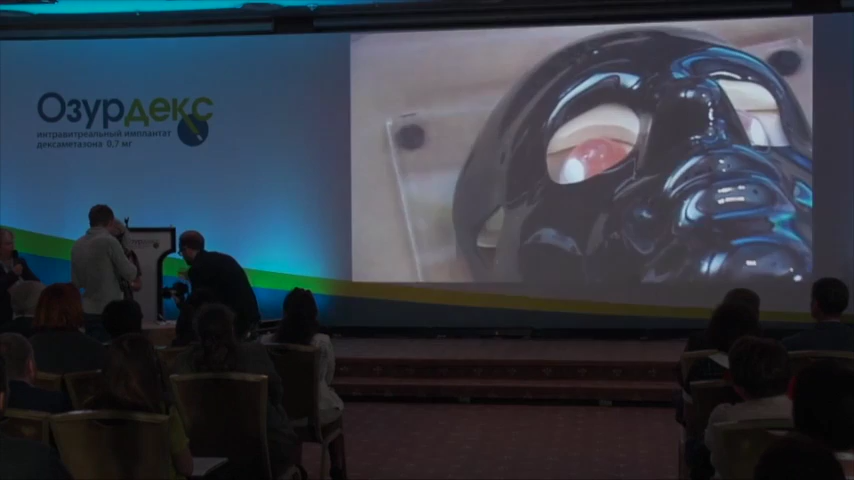 Озурдекс
интравитреальный имплантат
дексаметазона 0,7 мг